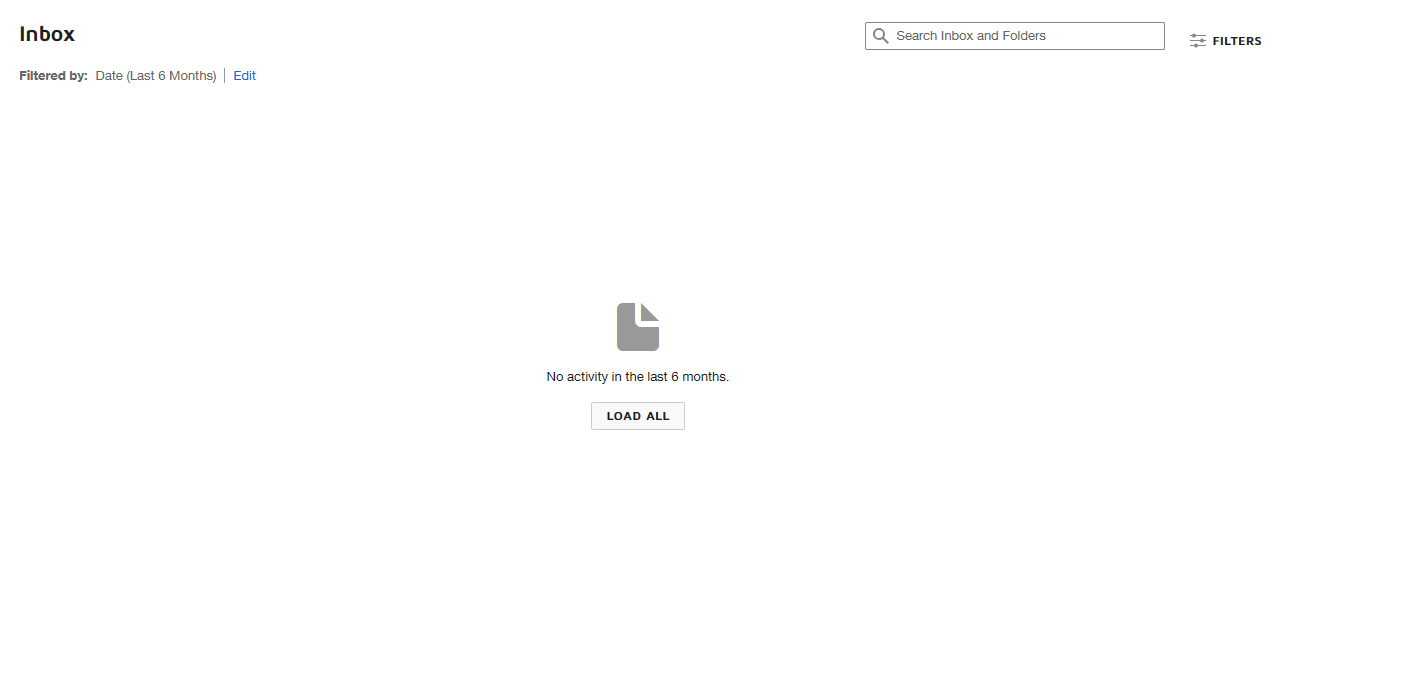 Inbox
Search Inbox and Folders
FILTERS
Filtered by: Date (Last 6 Months) Edit
No activity in the last 6 months.
LOAD ALL